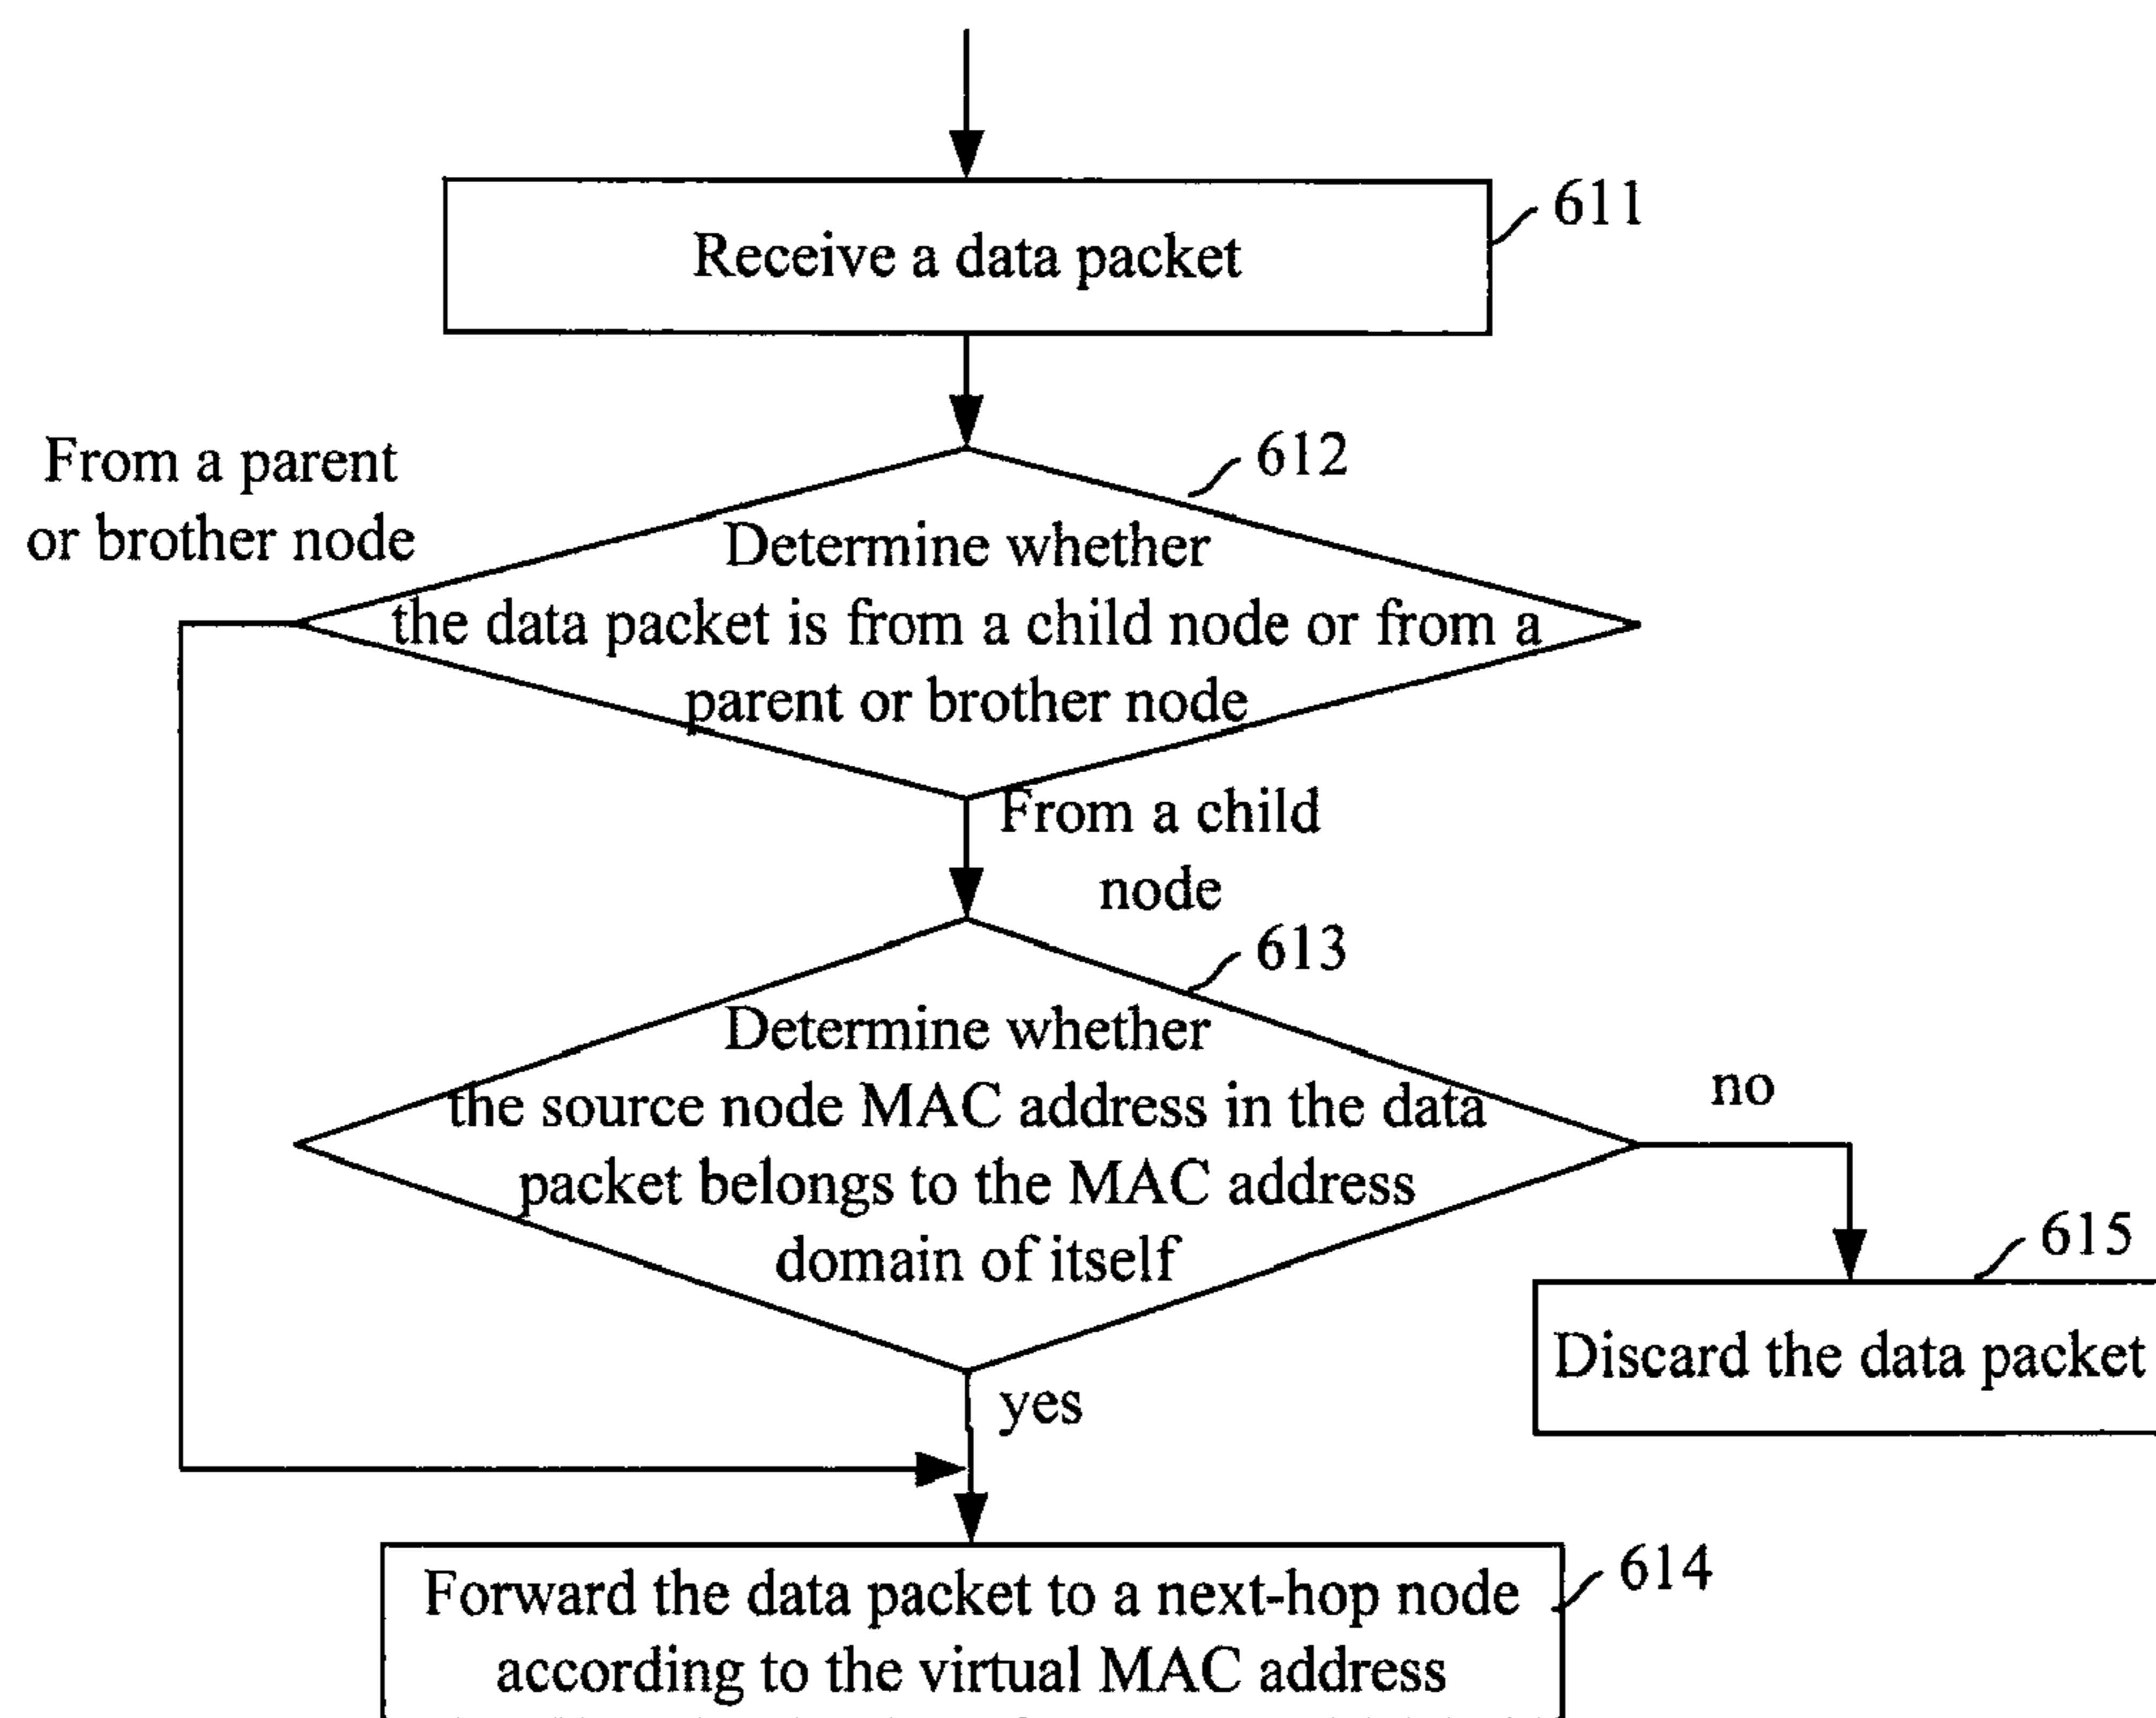 Receive a data packet
611
From a parent
or brother node
612
Determine whether
the data packet is from a child node or from a
parent or brother node
From a child
node
613
Determine whether
the source node MAC address in the data
packet belongs to the MAC address
domain of itself
no
615
Discard the data packet
yes
614
Forward the data packet to a next-hop node
according to the virtual MAC address